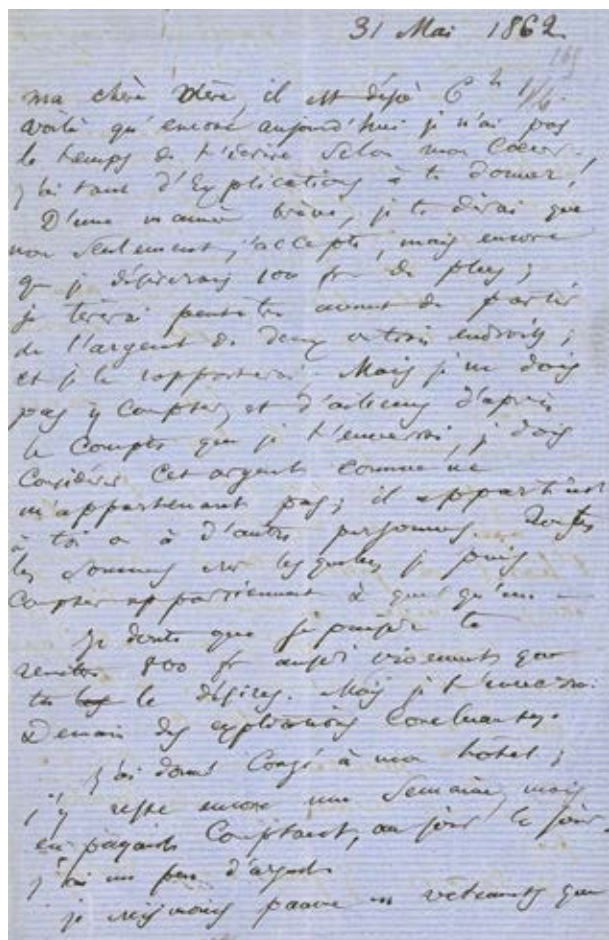 31 Mai 1862
165
ma chère Mère, il est déjà 6 h 1/2.
Voilà qu'encore aujourd'hui je n'ai pas
le temps de t'écrire selon mon Cœur.
J'ai tant d'Explications à te donner!
D'une manière brève, je te dirai que
non seulement j'accepte, mais encore
que je désirerais 100 fr de plus;
je peut-être avant de partir
de l'argent de deux ou trois endroits;
et je le rapporterai. Mais je ne dois
pas y compter, et d'ailleurs d'après
le Compte que je t'enverrai, je dois
Considérer cet argent comme ne
m'appartenant pas; il appartient
à toi ou à d'autres personnes. Toutes
les sommes sur lesquelles je puis
Compter appartiennent à quelqu'un –
Je doute que je puisse te
rendre 800 fr aussi vivement que
tu le désires. Mais je t'enverrai
Demain des explications Concluantes.
J'ai donné Congé à mon hôtel;
j'y reste encore une Semaine, mais
en payant Comptant, au jour le jour.
J'ai un peu d'argent.
je suis moins pauvre en vêtements que